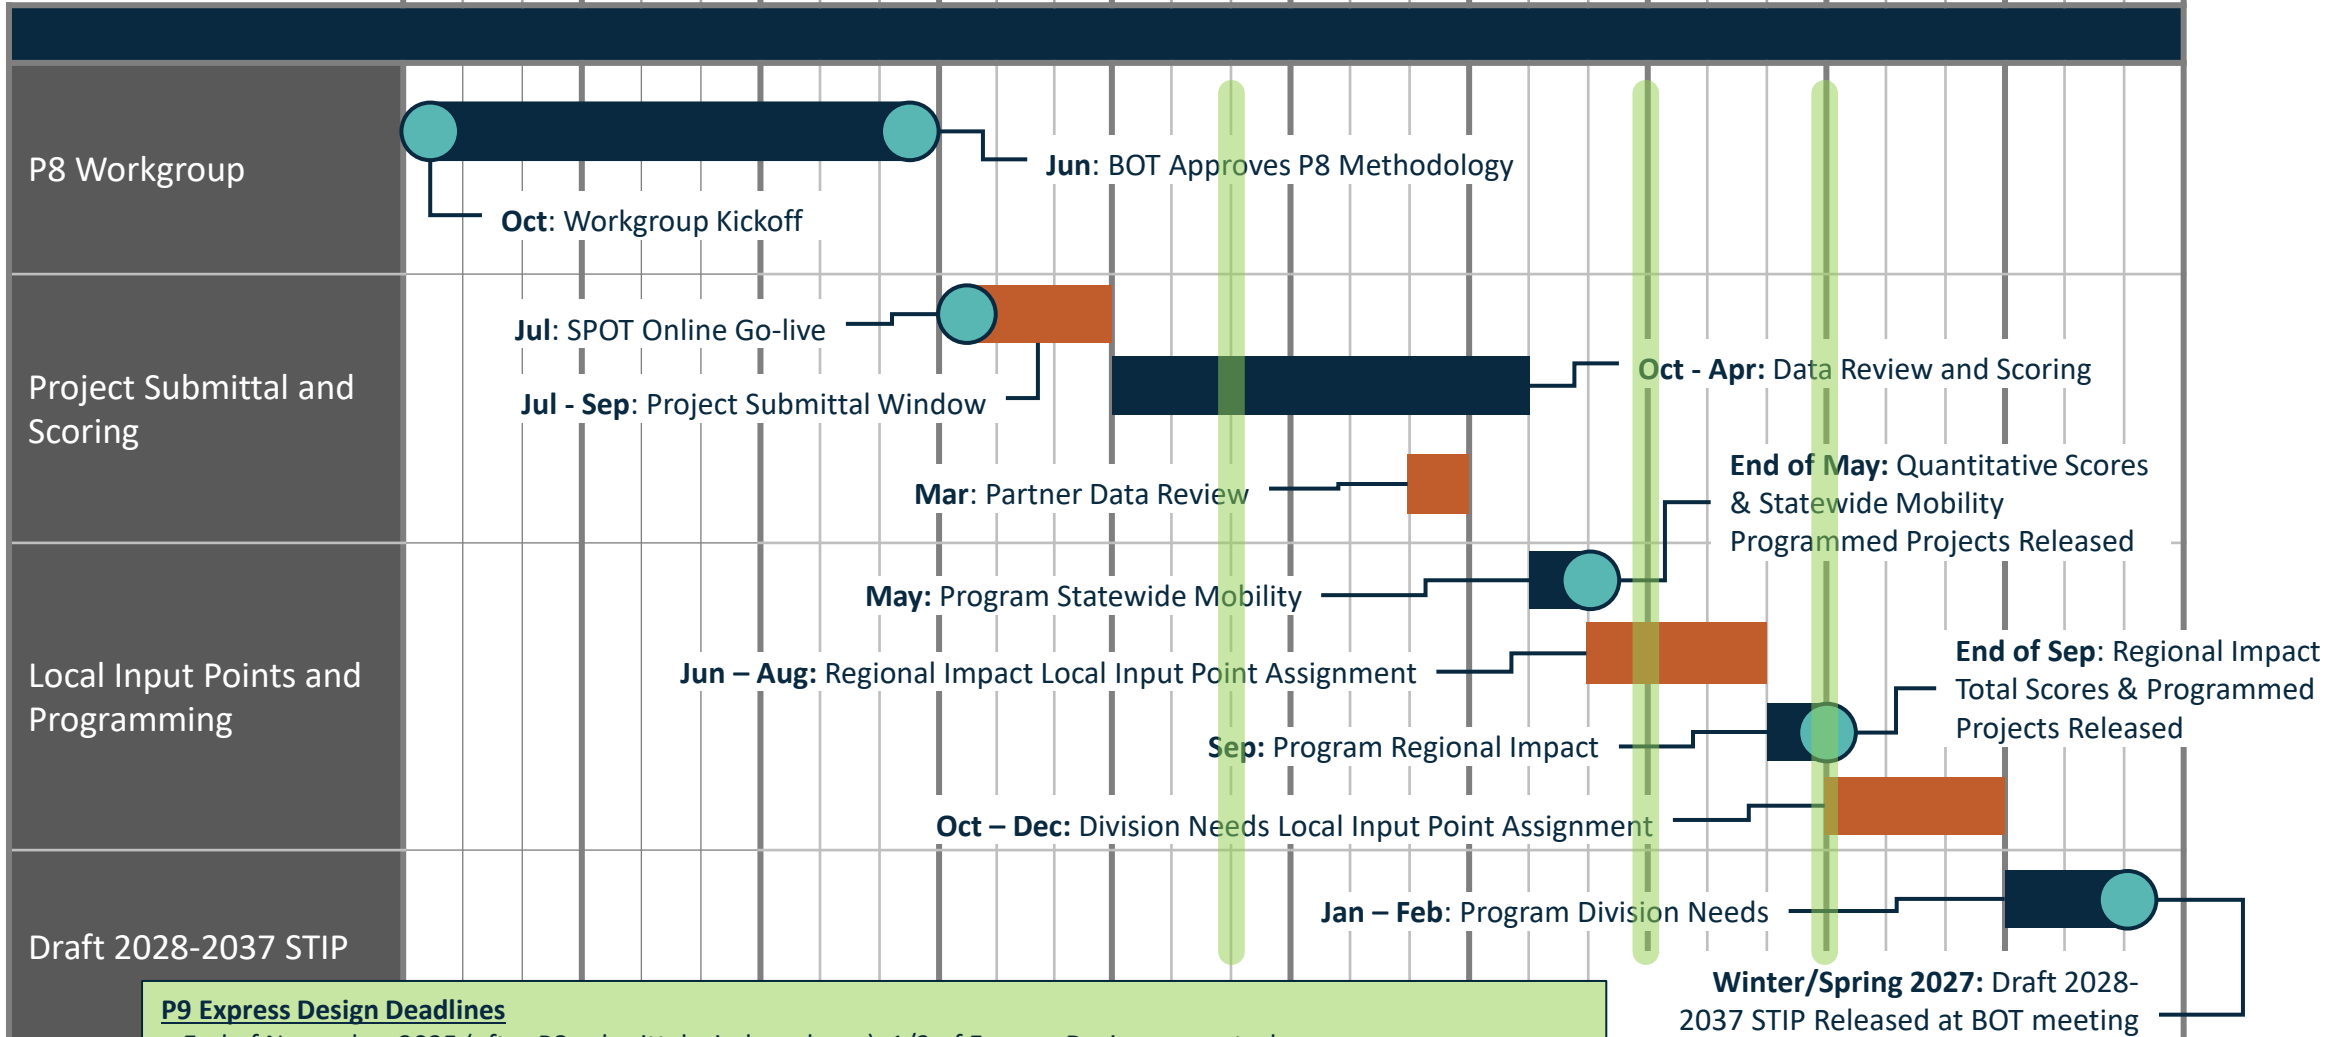 P8 Workgroup
Jun: BOT Approves P8 Methodology
Oct: Workgroup Kickoff
Project Submittal and
Scoring
Jul: SPOT Online Go-live
Jul - Sep: Project Submittal Window
Oct - Apr: Data Review and Scoring
Mar: Partner Data Review
End of May: Quantitative Scores
& Statewide Mobility
Programmed Projects Released
Local Input Points and
Programming
May: Program Statewide Mobility
Jun – Aug: Regional Impact Local Input Point Assignment
End of Sep: Regional Impact
Total Scores & Programmed
Projects Released
Sep: Program Regional Impact
Oct – Dec: Division Needs Local Input Point Assignment
Draft 2028-2037 STIP
Jan – Feb: Program Division Needs
Winter/Spring 2027: Draft 2028-
2037 STIP Released at BOT meeting
P9 Express Design Deadlines